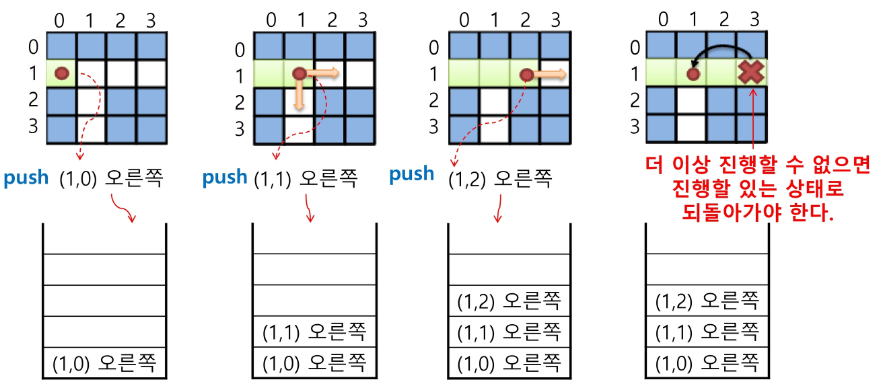 0 1 2 3
0
1
2
3
push (1,0) 오른쪽
(1,0) 오른쪽
0 1 2 3
0
1
2
3
push (1,1) 오른쪽
(1,1) 오른쪽
(1,0) 오른쪽
0 1 2 3
0
1
2
3
push (1,2) 오른쪽
(1,2) 오른쪽
(1,1) 오른쪽
(1,0) 오른쪽
0 1 2 3
0
1
2
3
더 이상 진행할 수 없으면
진행할 있는 상태로
되돌아가야 한다.
(1,2) 오른쪽
(1,1) 오른쪽
(1,0) 오른쪽